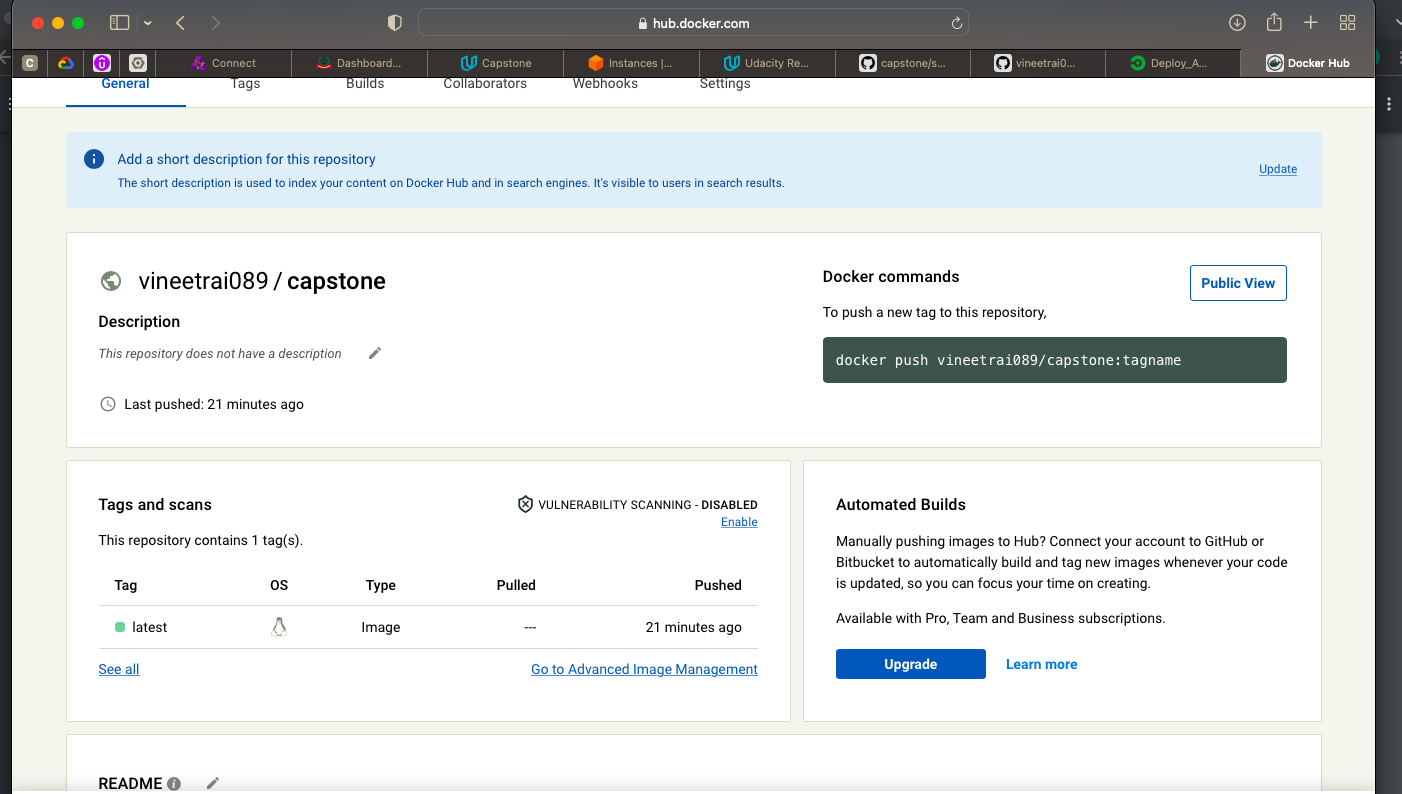 hub.docker.com
C
Connect
Dashboard...
Capstone
Instances |...
Udacity Re...
capstone/s...
vineetrai0...
Deploy_A...
Docker Hub
General
Tags
Builds
Collaborators
Webhooks
Settings
Add a short description for this repository
The short description is used to index your content on Docker Hub and in search engines. It's visible to users in search results.
Update
vineetrai089 / capstone
Description
This repository does not have a description
Last pushed: 21 minutes ago
Docker commands
Public View
To push a new tag to this repository,
docker push vineetrai089/capstone:tagname
Tags and scans
VULNERABILITY SCANNING - DISABLED
Enable
This repository contains 1 tag(s).
Tag OS Type Pulled Pushed
latest Image --- 21 minutes ago
See all
Go to Advanced Image Management
Automated Builds
Manually pushing images to Hub? Connect your account to GitHub or
Bitbucket to automatically build and tag new images whenever your code
is updated, so you can focus your time on creating.
Available with Pro, Team and Business subscriptions.
Upgrade
Learn more
README